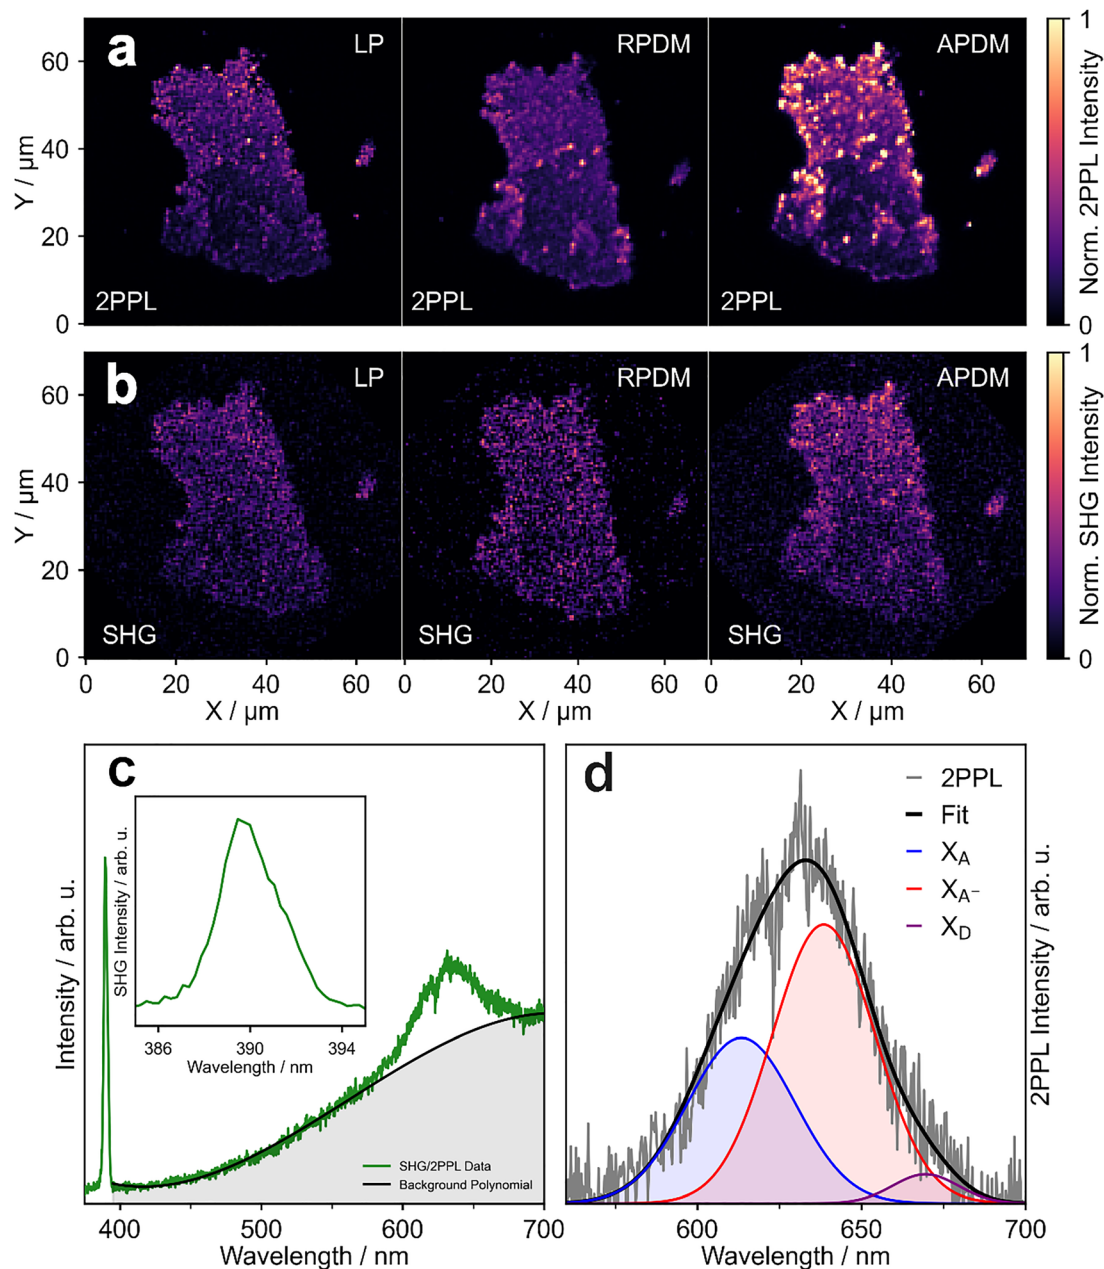 a
LP
RPDM
APDM
2PPL
2PPL
2PPL
60
40
20
0
Y / µm
1
0
Norm. 2PPL Intensity
b
LP
RPDM
APDM
SHG
SHG
SHG
60
40
20
0
Y / µm
0 20 40 60
0 20 40 60
0 20 40 60
X / µm
X / µm
X / µm
1
0
Norm. SHG Intensity
c
Intensity / arb. u.
SHG Intensity / arb. u.
386 390 394
Wavelength / nm
SHG/2PPL Data
Background Polynomial
400 500 600 700
Wavelength / nm
d
2PPL
Fit
X_A
X_A⁻
X_D
2PPL Intensity / arb. u.
600 650 700
Wavelength / nm